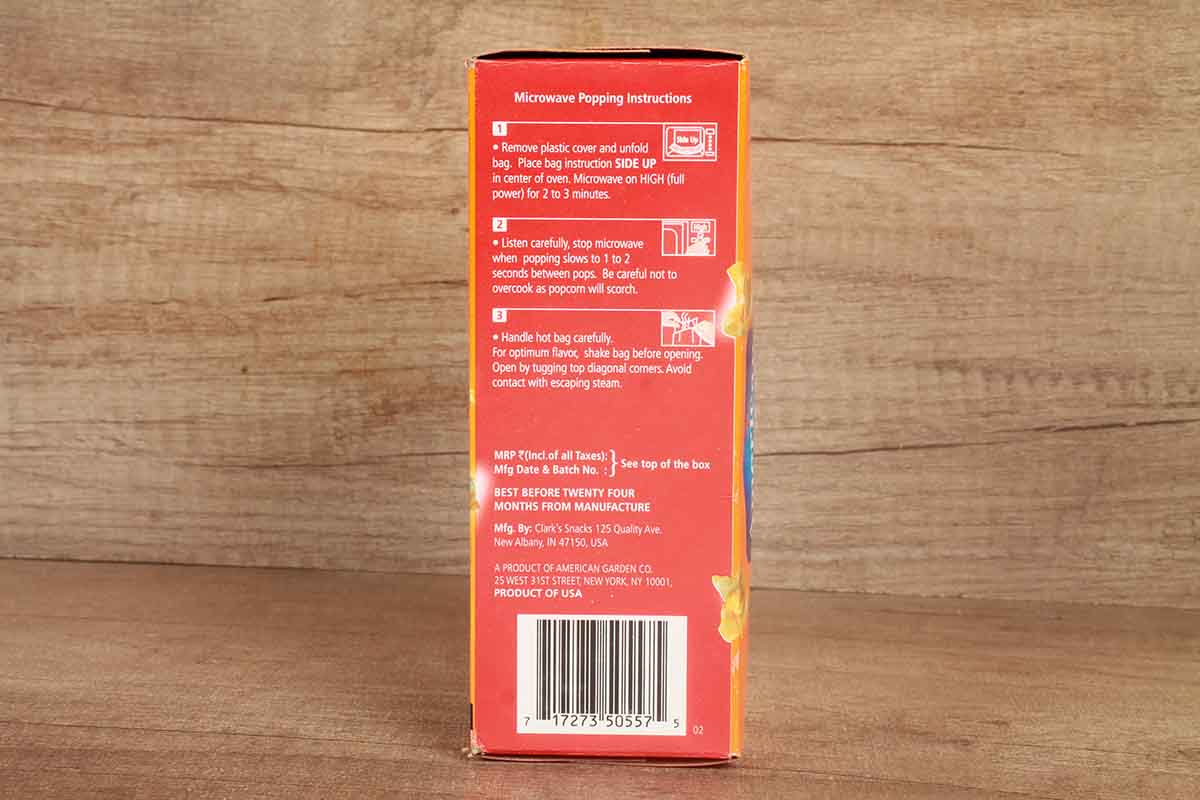 Microwave Popping Instructions
1
Side Up
• Remove plastic cover and unfold
bag. Place bag instruction SIDE UP
in center of oven. Microwave on HIGH (full
power) for 2 to 3 minutes.
2
High
• Listen carefully, stop microwave
when popping slows to 1 to 2
seconds between pops. Be careful not to
overcook as popcorn will scorch.
3
• Handle hot bag carefully.
For optimum flavor, shake bag before opening.
Open by tugging top diagonal corners. Avoid
contact with escaping steam.
MRP ₹(Incl.of all Taxes):
Mfg Date & Batch No. :
} See top of the box
BEST BEFORE TWENTY FOUR
MONTHS FROM MANUFACTURE
Mfg. By: Clark's Snacks 125 Quality Ave.
New Albany, IN 47150, USA
A PRODUCT OF AMERICAN GARDEN CO.
25 WEST 31ST STREET, NEW YORK, NY 10001,
PRODUCT OF USA
7 17273 50557 5
02